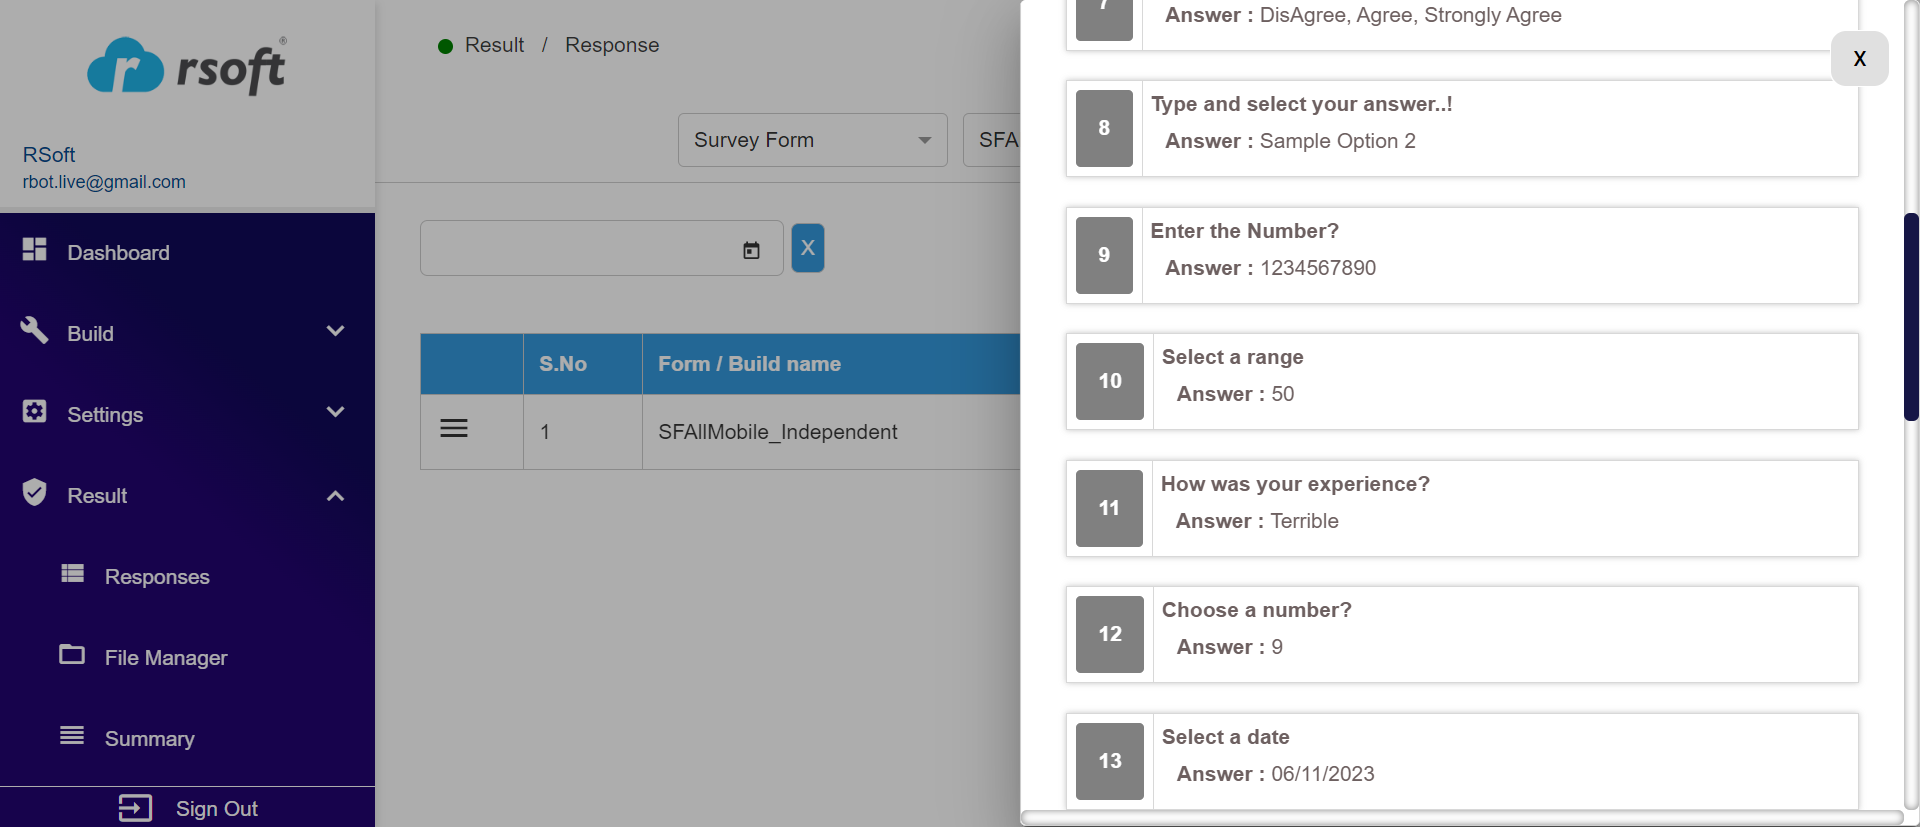 rsoft®
RSoft
rbot.live@gmail.com
Dashboard
Build
Settings
Result
Responses
File Manager
Summary
Sign Out
Result / Response
Survey Form
SFA
X
S.No Form / Build name
1 SFAllMobile_Independent
X
7
Answer : DisAgree, Agree, Strongly Agree
8
Type and select your answer..!
Answer : Sample Option 2
9
Enter the Number?
Answer : 1234567890
10
Select a range
Answer : 50
11
How was your experience?
Answer : Terrible
12
Choose a number?
Answer : 9
13
Select a date
Answer : 06/11/2023